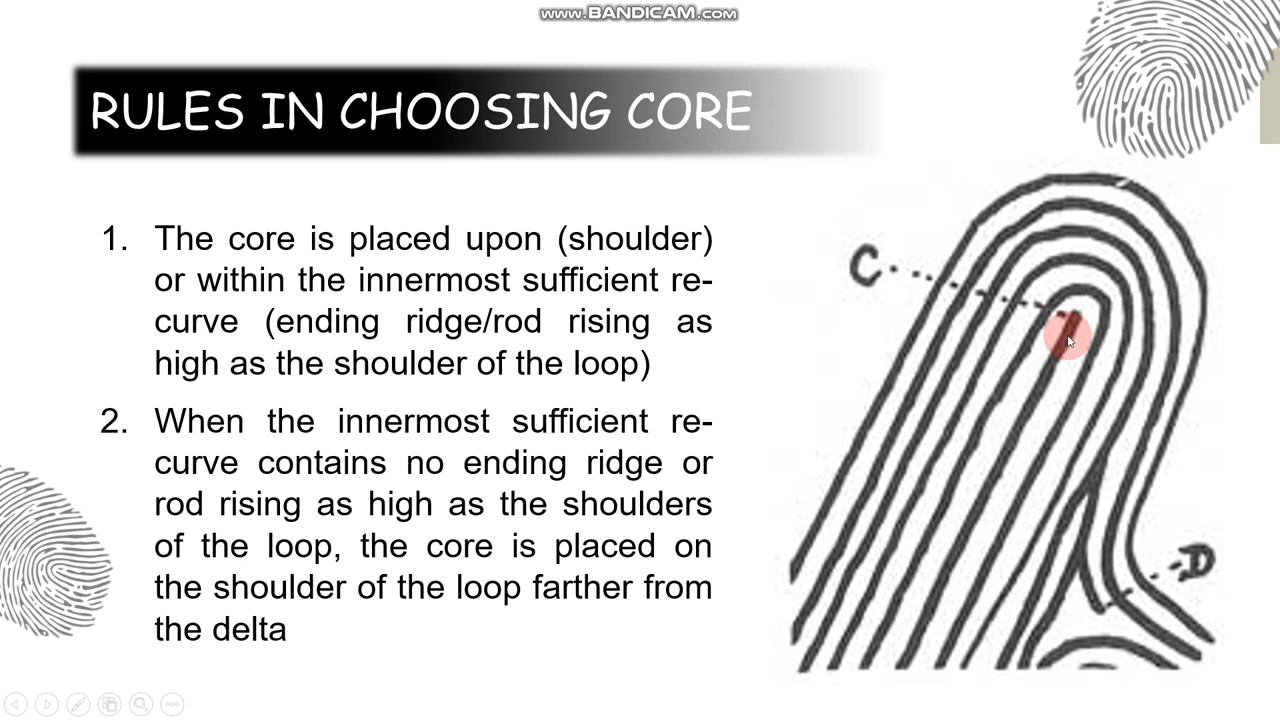 www.BANDICAM.com
RULES IN CHOOSING CORE
1. The core is placed upon (shoulder)
or within the innermost sufficient re-
curve (ending ridge/rod rising as
high as the shoulder of the loop)
2. When the innermost sufficient re-
curve contains no ending ridge or
rod rising as high as the shoulders
of the loop, the core is placed on
the shoulder of the loop farther from
the delta
C
D